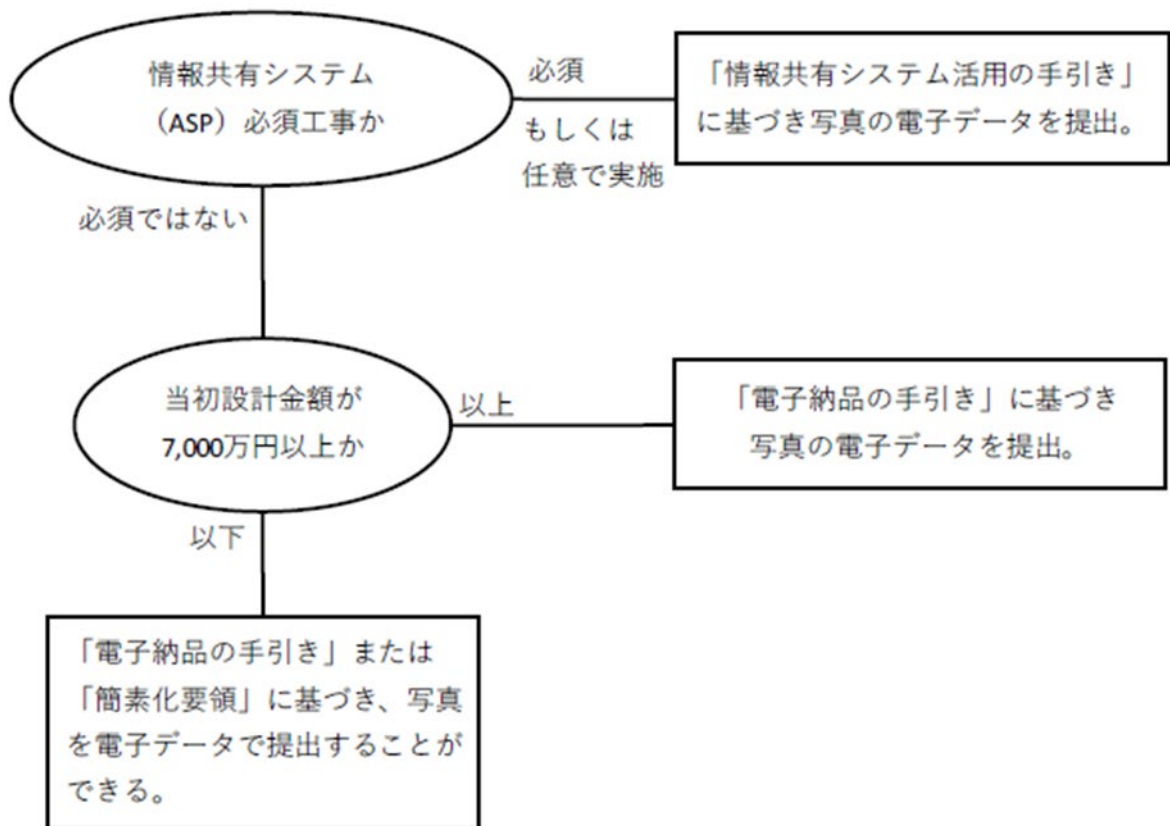 情報共有システム
（ASP）必須工事か
必須
もしくは
任意で実施
「情報共有システム活用の手引き」
に基づき写真の電子データを提出。
必須ではない
当初設計金額が
7,000万円以上か
以上
「電子納品の手引き」に基づき
写真の電子データを提出。
以下
「電子納品の手引き」または
「簡素化要領」に基づき、写真
を電子データで提出することが
できる。